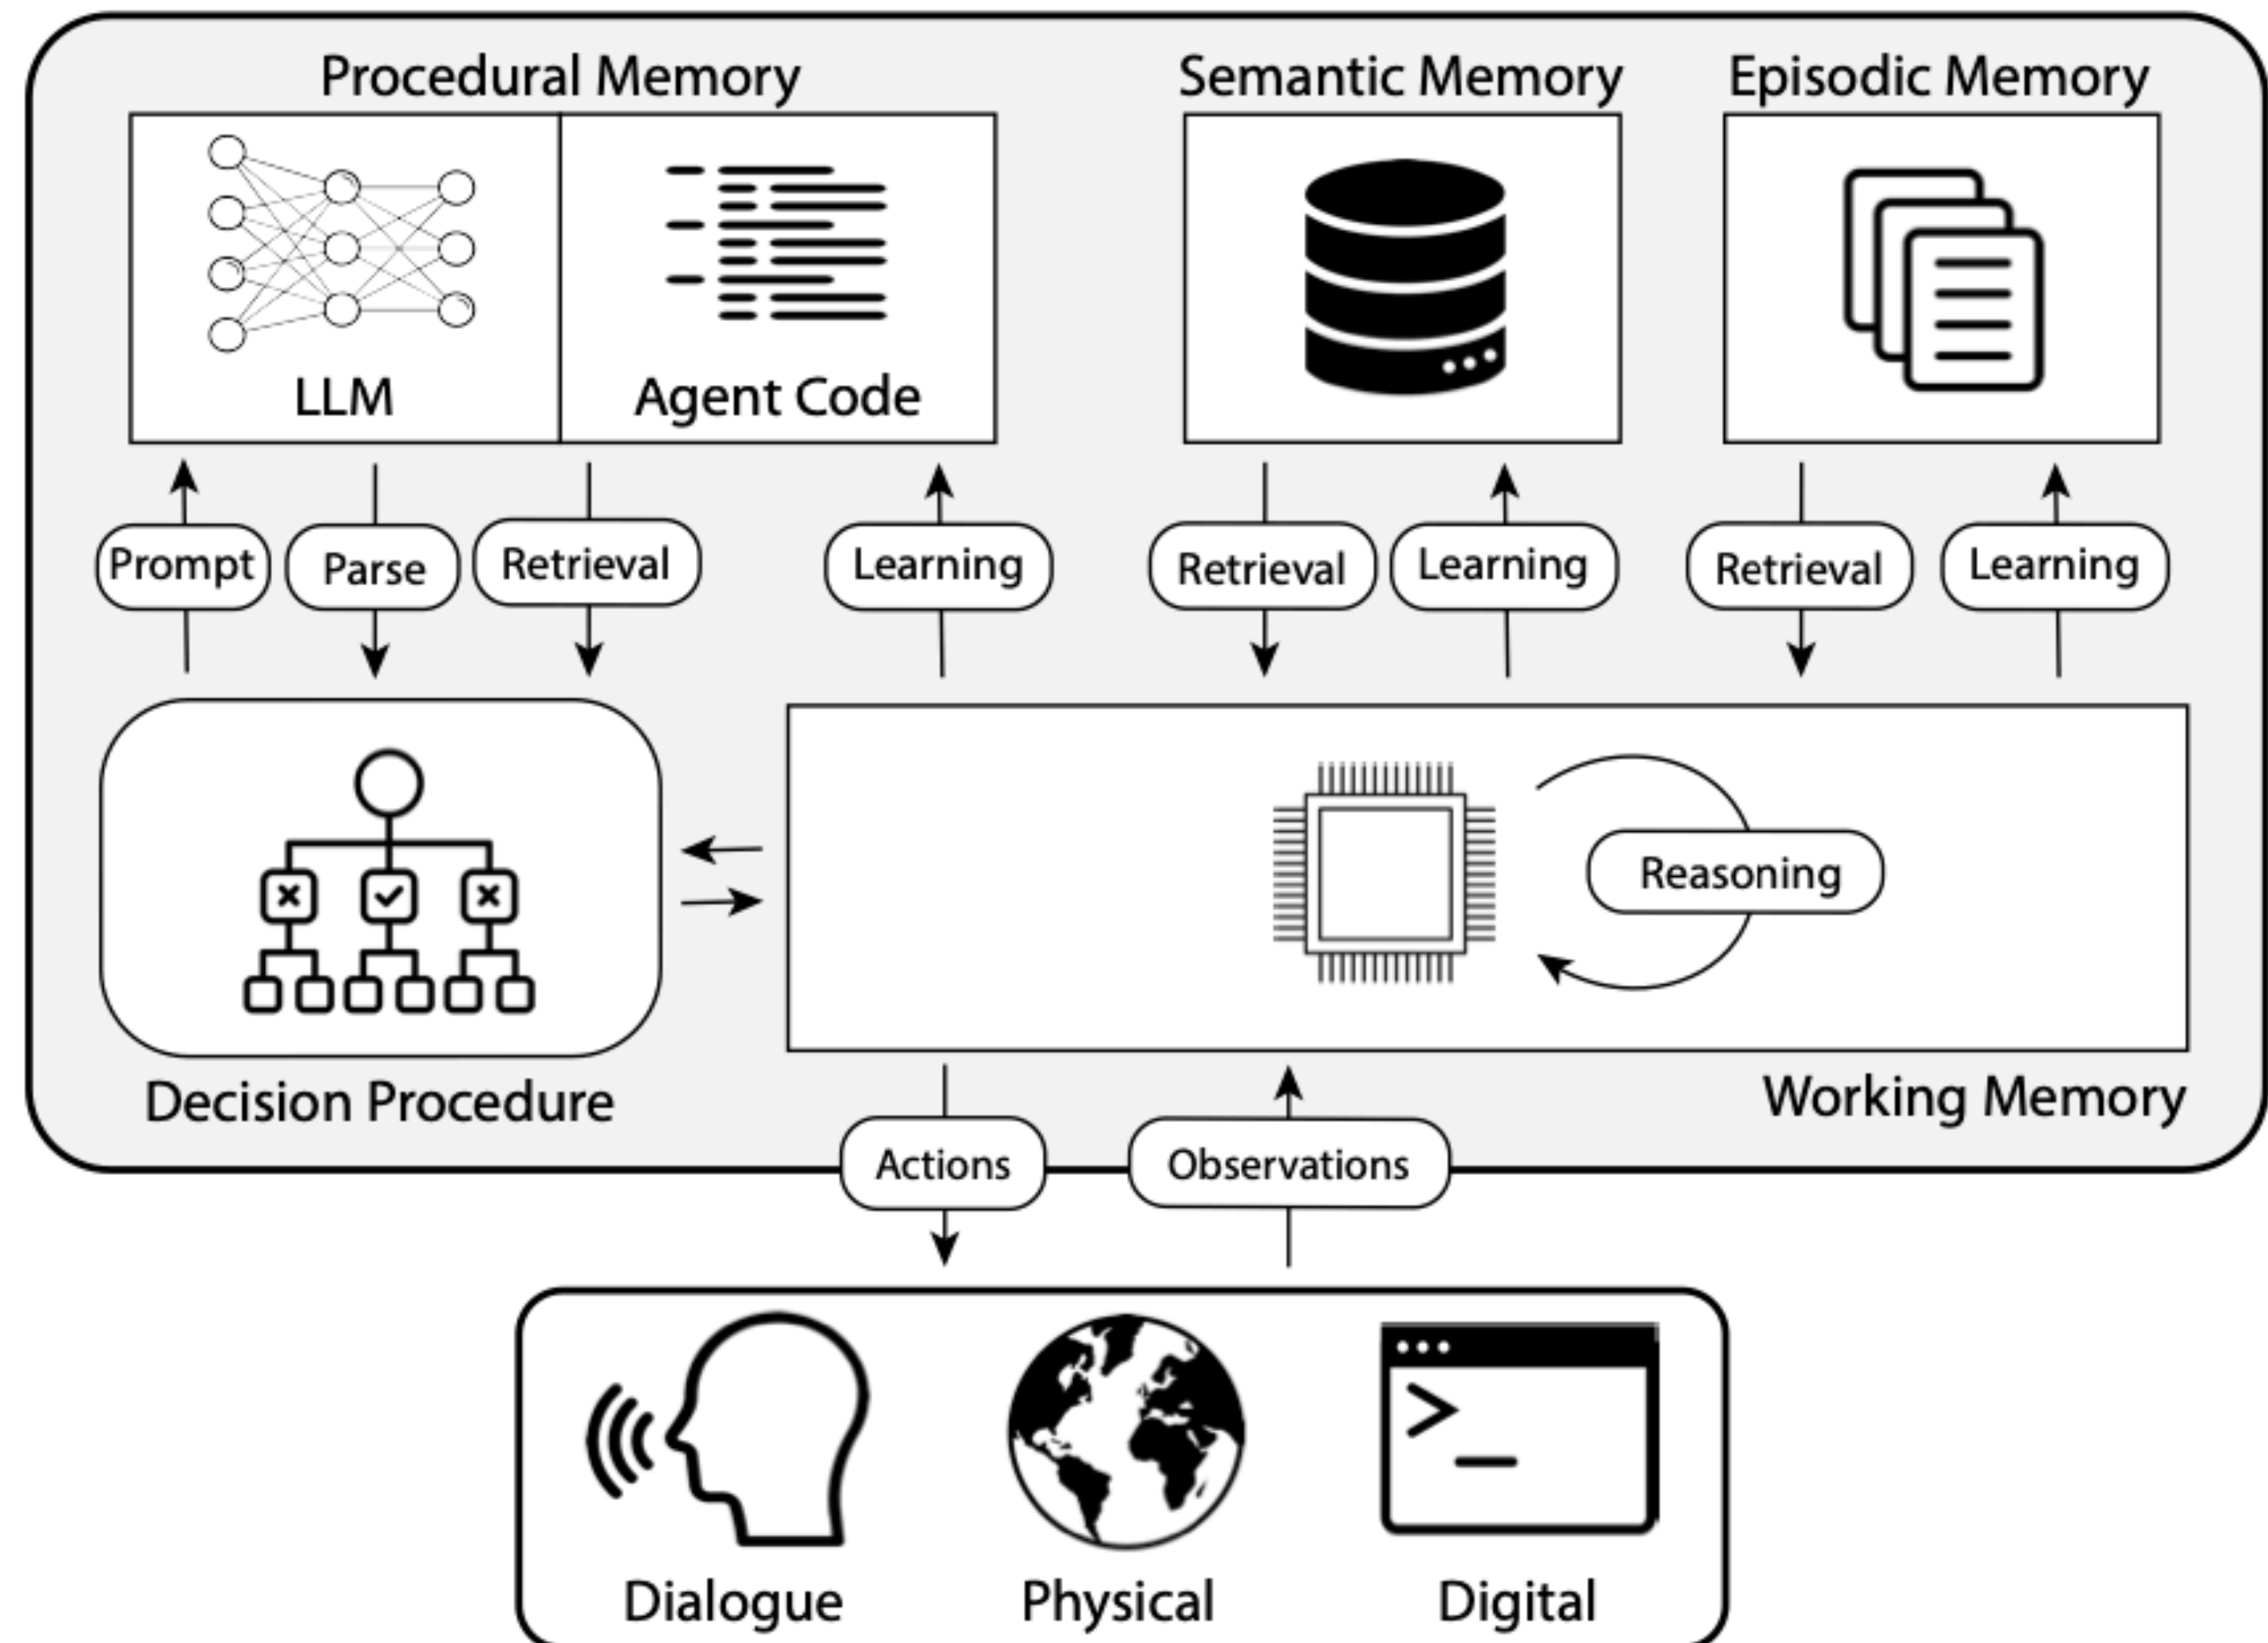 Procedural Memory
Semantic Memory
Episodic Memory
LLM
Agent Code
Prompt
Parse
Retrieval
Learning
Retrieval
Learning
Retrieval
Learning
Reasoning
Decision Procedure
Working Memory
Actions
Observations
>_
Dialogue
Physical
Digital